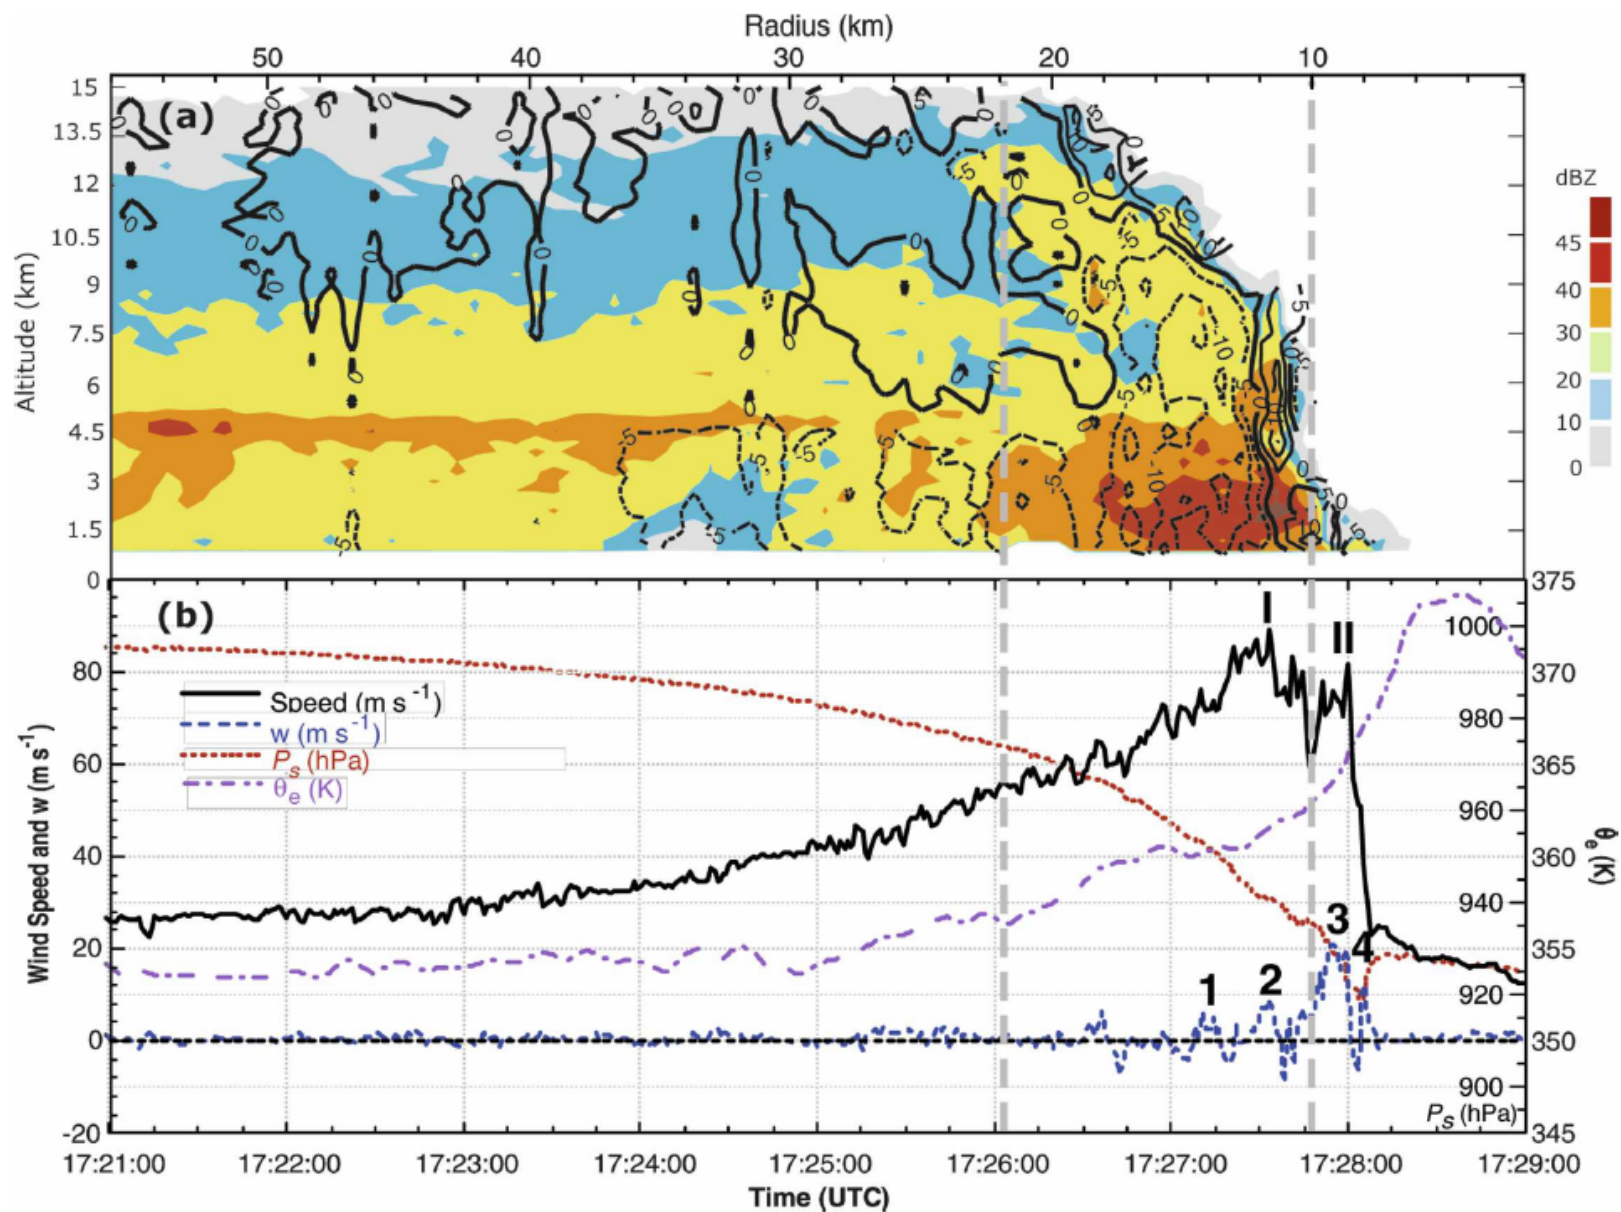 Radius (km)
50 40 30 20 10
(a)
Altitude (km)
15
13.5
12
10.5
9
7.5
6
4.5
3
1.5
0
dBZ
45
40
30
20
10
0
(b)
I
II
1
2
3
4
Speed (m s-1)
w (m s-1)
Ps (hPa)
θe (K)
Wind Speed and w (m s-1)
80
60
40
20
0
-20
1000
980
960
940
920
900
Ps (hPa)
375
370
365
360
355
350
345
θe (K)
17:21:00 17:22:00 17:23:00 17:24:00 17:25:00 17:26:00 17:27:00 17:28:00 17:29:00
Time (UTC)